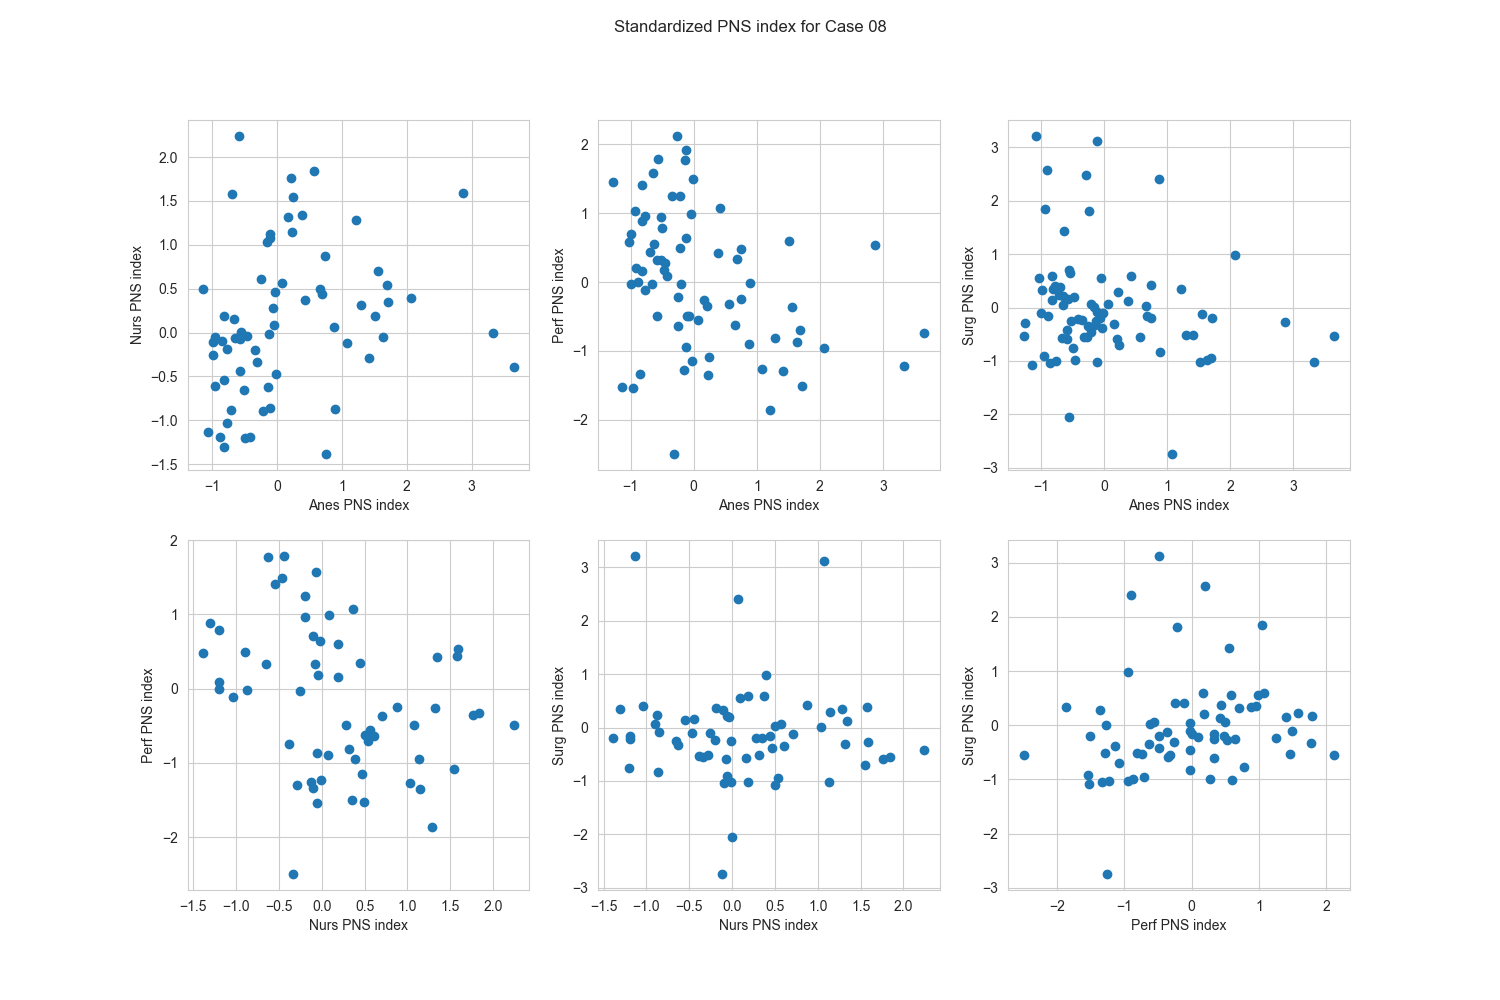 Standardized PNS index for Case 08
2.0
1.5
1.0
0.5
0.0
−0.5
−1.0
−1.5
Nurs PNS index
−1 0 1 2 3
Anes PNS index
2
1
0
−1
−2
Perf PNS index
−1 0 1 2 3
Anes PNS index
3
2
1
0
−1
−2
−3
Surg PNS index
−1 0 1 2 3
Anes PNS index
2
1
0
−1
−2
Perf PNS index
−1.5 −1.0 −0.5 0.0 0.5 1.0 1.5 2.0
Nurs PNS index
3
2
1
0
−1
−2
−3
Surg PNS index
−1.5 −1.0 −0.5 0.0 0.5 1.0 1.5 2.0
Nurs PNS index
3
2
1
0
−1
−2
−3
Surg PNS index
−2 −1 0 1 2
Perf PNS index